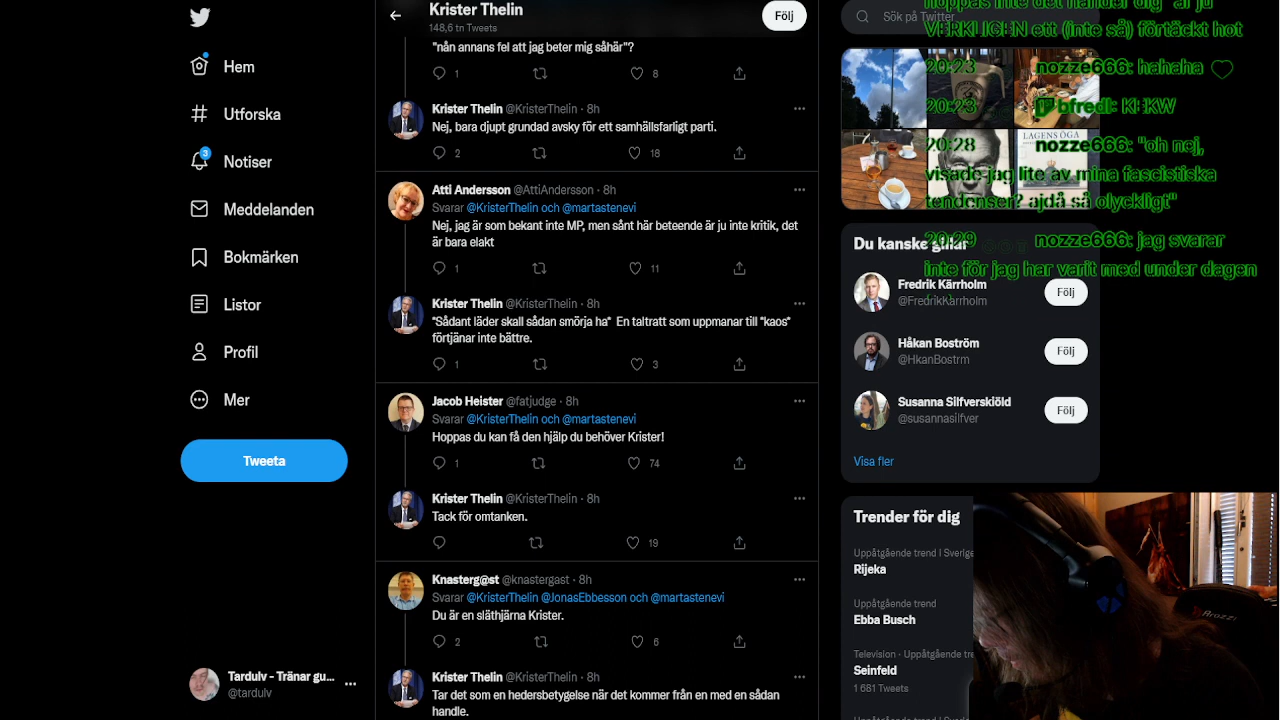 Hem
Utforska
3
Notiser
Meddelanden
Bokmärken
Listor
Profil
Mer
Tweeta
Tardulv - Tränar gu...
@tardulv
Krister Thelin
148,6 tn Tweets
Följ
"nån annans fel att jag beter mig såhär"?
1 8
Krister Thelin @KristerThelin · 8h
Nej, bara djupt grundad avsky för ett samhällsfarligt parti.
2 18
Atti Andersson @AttiAndersson · 8h
Svarar @KristerThelin och @martastenevi
Nej, jag är som bekant inte MP, men sånt här beteende är ju inte kritik, det
är bara elakt
1 11
Krister Thelin @KristerThelin · 8h
"Sådant läder skall sådan smörja ha" En taltratt som uppmanar till "kaos"
förtjänar inte bättre.
1 3
Jacob Heister @fatjudge · 8h
Svarar @KristerThelin och @martastenevi
Hoppas du kan få den hjälp du behöver Krister!
1 74
Krister Thelin @KristerThelin · 8h
Tack för omtanken.
19
Knasterg@st @knastergast · 8h
Svarar @KristerThelin @JonasEbbesson och @martastenevi
Du är en släthjärna Krister.
2 6
Krister Thelin @KristerThelin · 8h
Tar det som en hedersbetygelse när det kommer från en med en sådan
handle.
Sök på Twitter
hoppas inte det händer dig" är ju
VERKLIGEN ett (inte så) förtäckt hot
20:23 nozze666: hahaha
20:23 bfredl: KEKW
20:28 nozze666: "oh nej,
visade jag lite av mina fascistiska
tendenser? ajdå så olyckligt"
20:29 nozze666: jag svarar
inte för jag har varit med under dagen
LAGENS ÖGA
Du kanske gillar
Fredrik Kärrholm
@FredrikKarrholm
Följ
Håkan Boström
@HkanBostrm
Följ
Susanna Silfverskiöld
@susannasilfver
Följ
Visa fler
Trender för dig
Uppåtgående trend I Sverige
Rijeka
Uppåtgående trend
Ebba Busch
Television · Uppåtgående tre
Seinfeld
1 681 Tweets
Arozzi